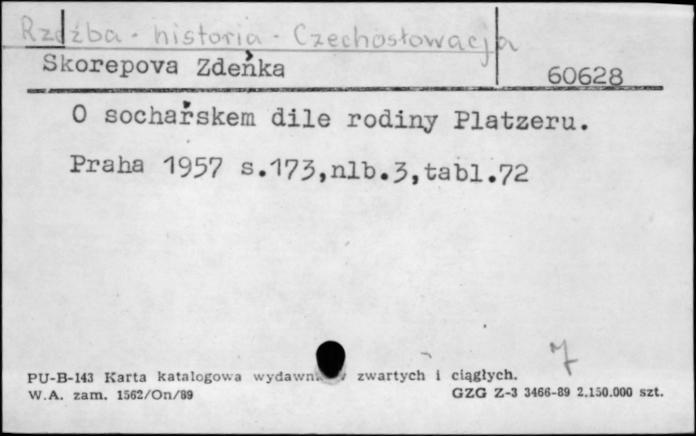 Rzeźba - historia - Czechosłowacja
Skorepova Zdeňka
60628
O sochařskem dile rodiny Platzeru.
Praha 1957 s.173,nlb.3,tabl.72
7
PU-B-143 Karta katalogowa zwartych i ciągłych.
W.A. zam. 1562/On/89 GZG Z-3 3466-89 2.150.000 szt.